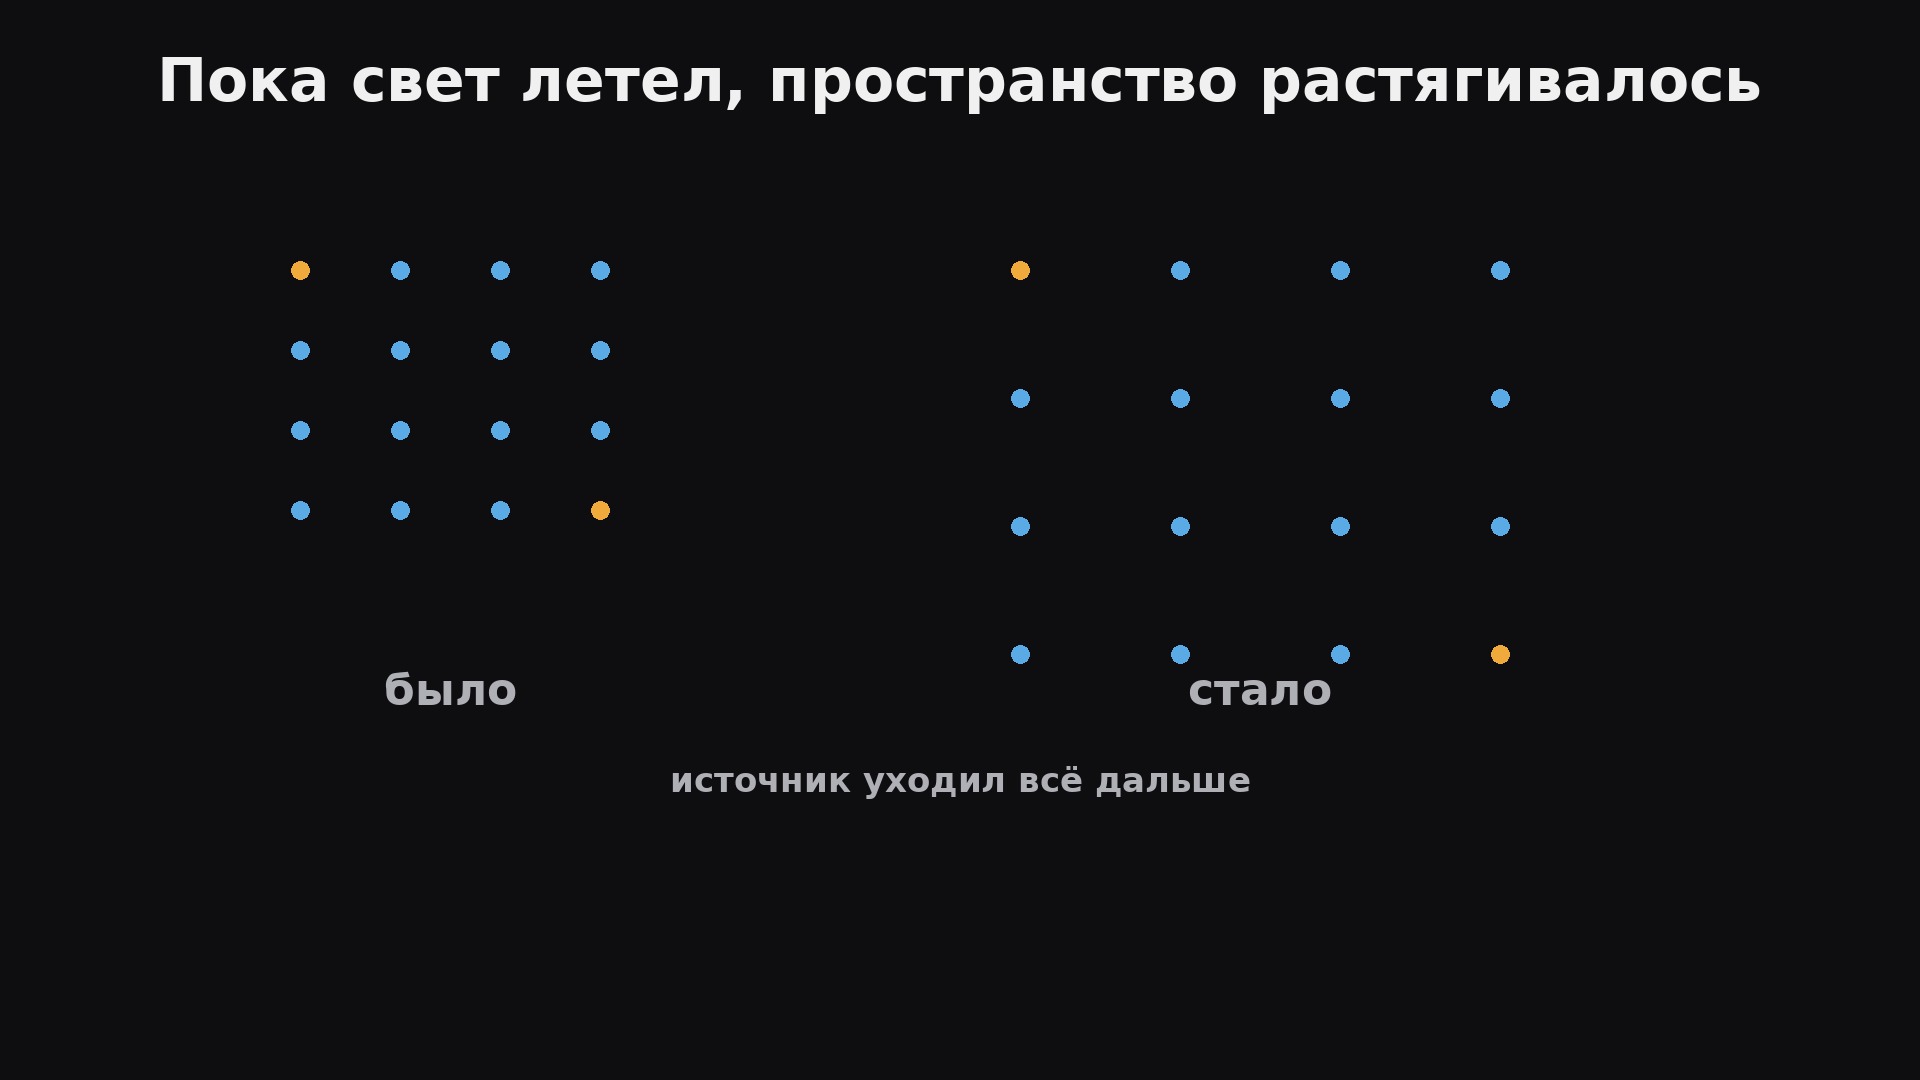 Пока свет летел, пространство растягивалось
было
стало
источник уходил всё дальше